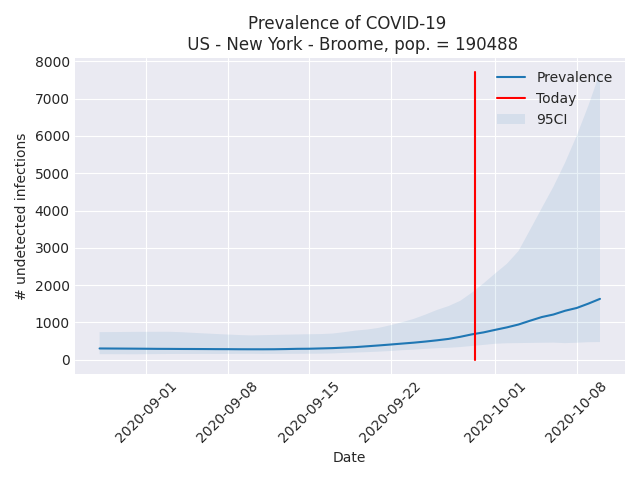 Prevalence of COVID-19
US - New York - Broome, pop. = 190488
8000
7000
6000
5000
4000
3000
2000
1000
0
# undetected infections
Prevalence
Today
95CI
2020-09-01
2020-09-08
2020-09-15
2020-09-22
2020-10-01
2020-10-08
Date